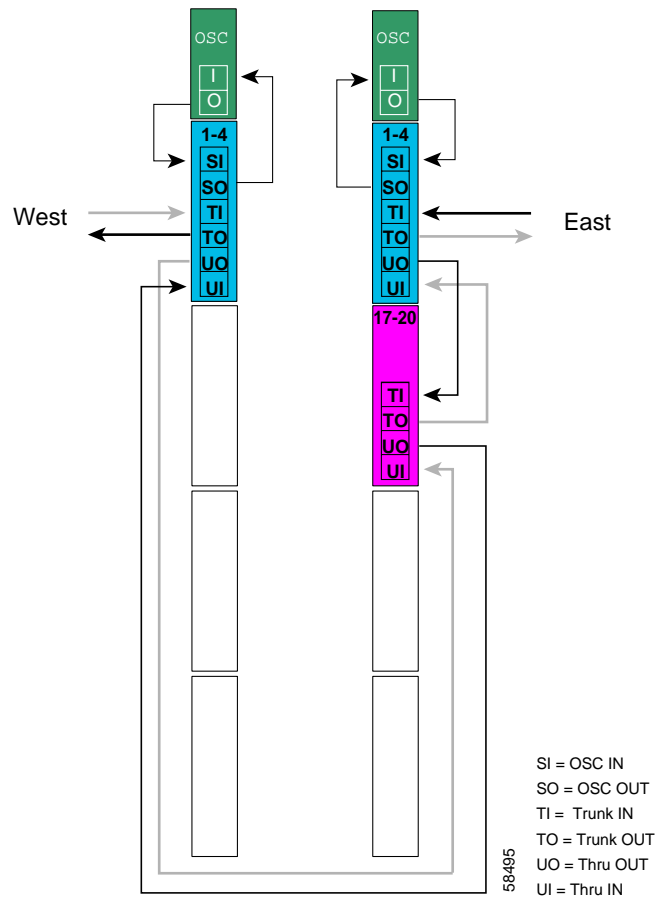 OSC
I
O
1-4
SI
SO
TI
TO
UO
UI
West
OSC
I
O
1-4
SI
SO
TI
TO
UO
UI
East
17-20
TI
TO
UO
UI
SI = OSC IN
SO = OSC OUT
TI = Trunk IN
TO = Trunk OUT
UO = Thru OUT
UI = Thru IN
58495